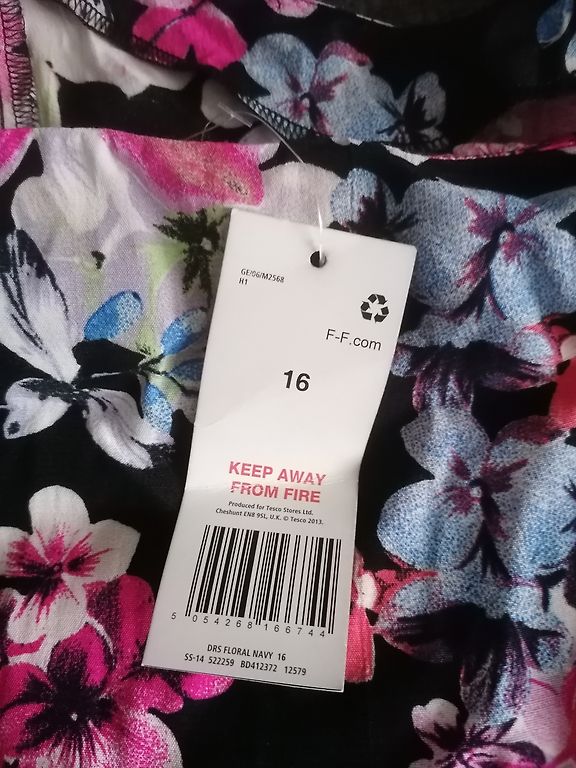 GE/06/M2568
H1
F-F.com
16
KEEP AWAY
FROM FIRE
Produced for Tesco Stores Ltd.
Cheshunt EN8 9SL, U.K. © Tesco 2013.
5 054268 166744
DRS FLORAL NAVY 16
SS-14 522259 BD412372 12579